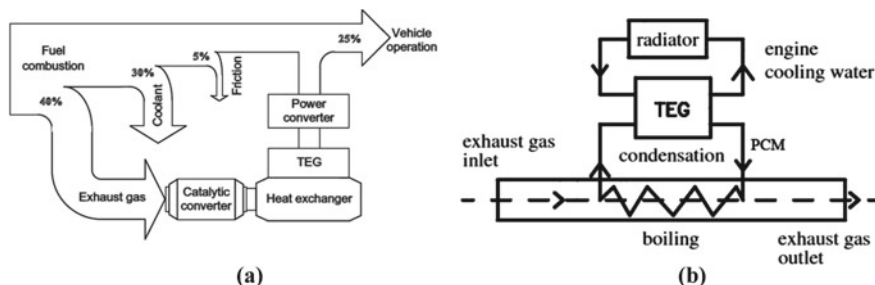 Fuel
combustion
40%
30%
Coolant
5%
Friction
25%
Vehicle
operation
Power
converter
TEG
Exhaust gas
Catalytic
converter
Heat exchanger
(a)
radiator
engine
cooling water
TEG
exhaust gas
inlet
condensation
PCM
boiling
exhaust gas
outlet
(b)